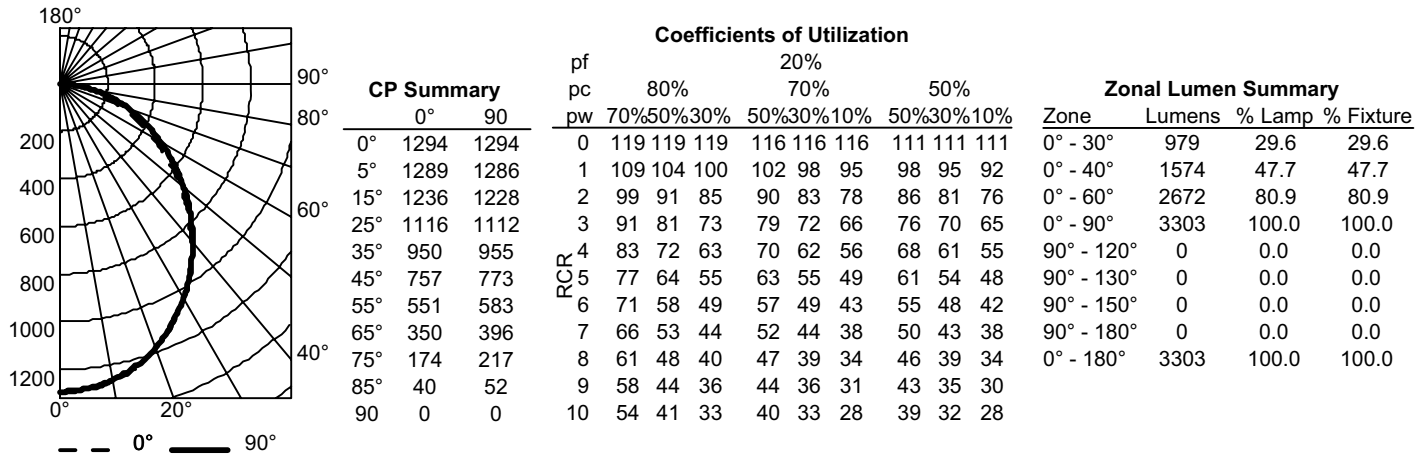 180°
90°
80°
200
400
60°
600
800
1000
40°
1200
0° 20°
0° 90°
CP Summary
0° 90
0° 1294 1294
5° 1289 1286
15° 1236 1228
25° 1116 1112
35° 950 955
45° 757 773
55° 551 583
65° 350 396
75° 174 217
85° 40 52
90 0 0
Coefficients of Utilization
pf 20%
pc 80% 70% 50%
pw 70%50%30% 50%30%10% 50%30%10%
RCR
0 119 119 119 116 116 116 111 111 111
1 109 104 100 102 98 95 98 95 92
2 99 91 85 90 83 78 86 81 76
3 91 81 73 79 72 66 76 70 65
4 83 72 63 70 62 56 68 61 55
5 77 64 55 63 55 49 61 54 48
6 71 58 49 57 49 43 55 48 42
7 66 53 44 52 44 38 50 43 38
8 61 48 40 47 39 34 46 39 34
9 58 44 36 44 36 31 43 35 30
10 54 41 33 40 33 28 39 32 28
Zonal Lumen Summary
Zone Lumens % Lamp % Fixture
0° - 30° 979 29.6 29.6
0° - 40° 1574 47.7 47.7
0° - 60° 2672 80.9 80.9
0° - 90° 3303 100.0 100.0
90° - 120° 0 0.0 0.0
90° - 130° 0 0.0 0.0
90° - 150° 0 0.0 0.0
90° - 180° 0 0.0 0.0
0° - 180° 3303 100.0 100.0